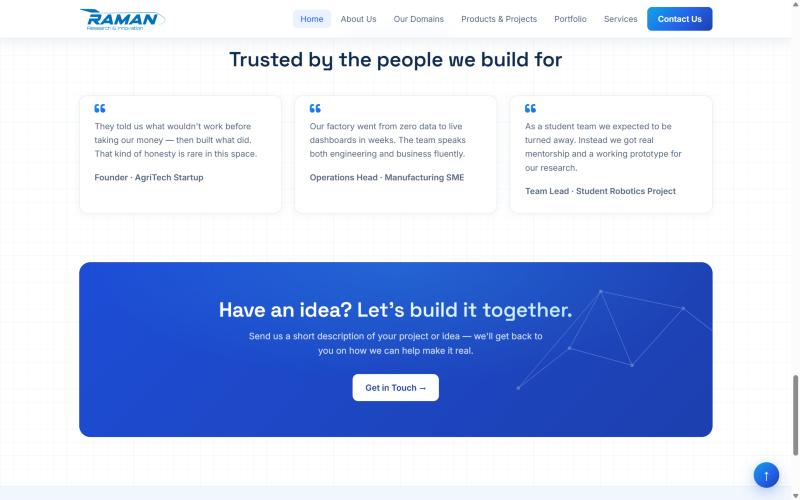 RAMAN
Research & Innovation
Home
About Us
Our Domains
Products & Projects
Portfolio
Services
Contact Us
Trusted by the people we build for
They told us what wouldn't work before
taking our money — then built what did.
That kind of honesty is rare in this space.
Founder · AgriTech Startup
Our factory went from zero data to live
dashboards in weeks. The team speaks
both engineering and business fluently.
Operations Head · Manufacturing SME
As a student team we expected to be
turned away. Instead we got real
mentorship and a working prototype for
our research.
Team Lead · Student Robotics Project
Have an idea? Let's build it together.
Send us a short description of your project or idea — we'll get back to
you on how we can help make it real.
Get in Touch →
↑